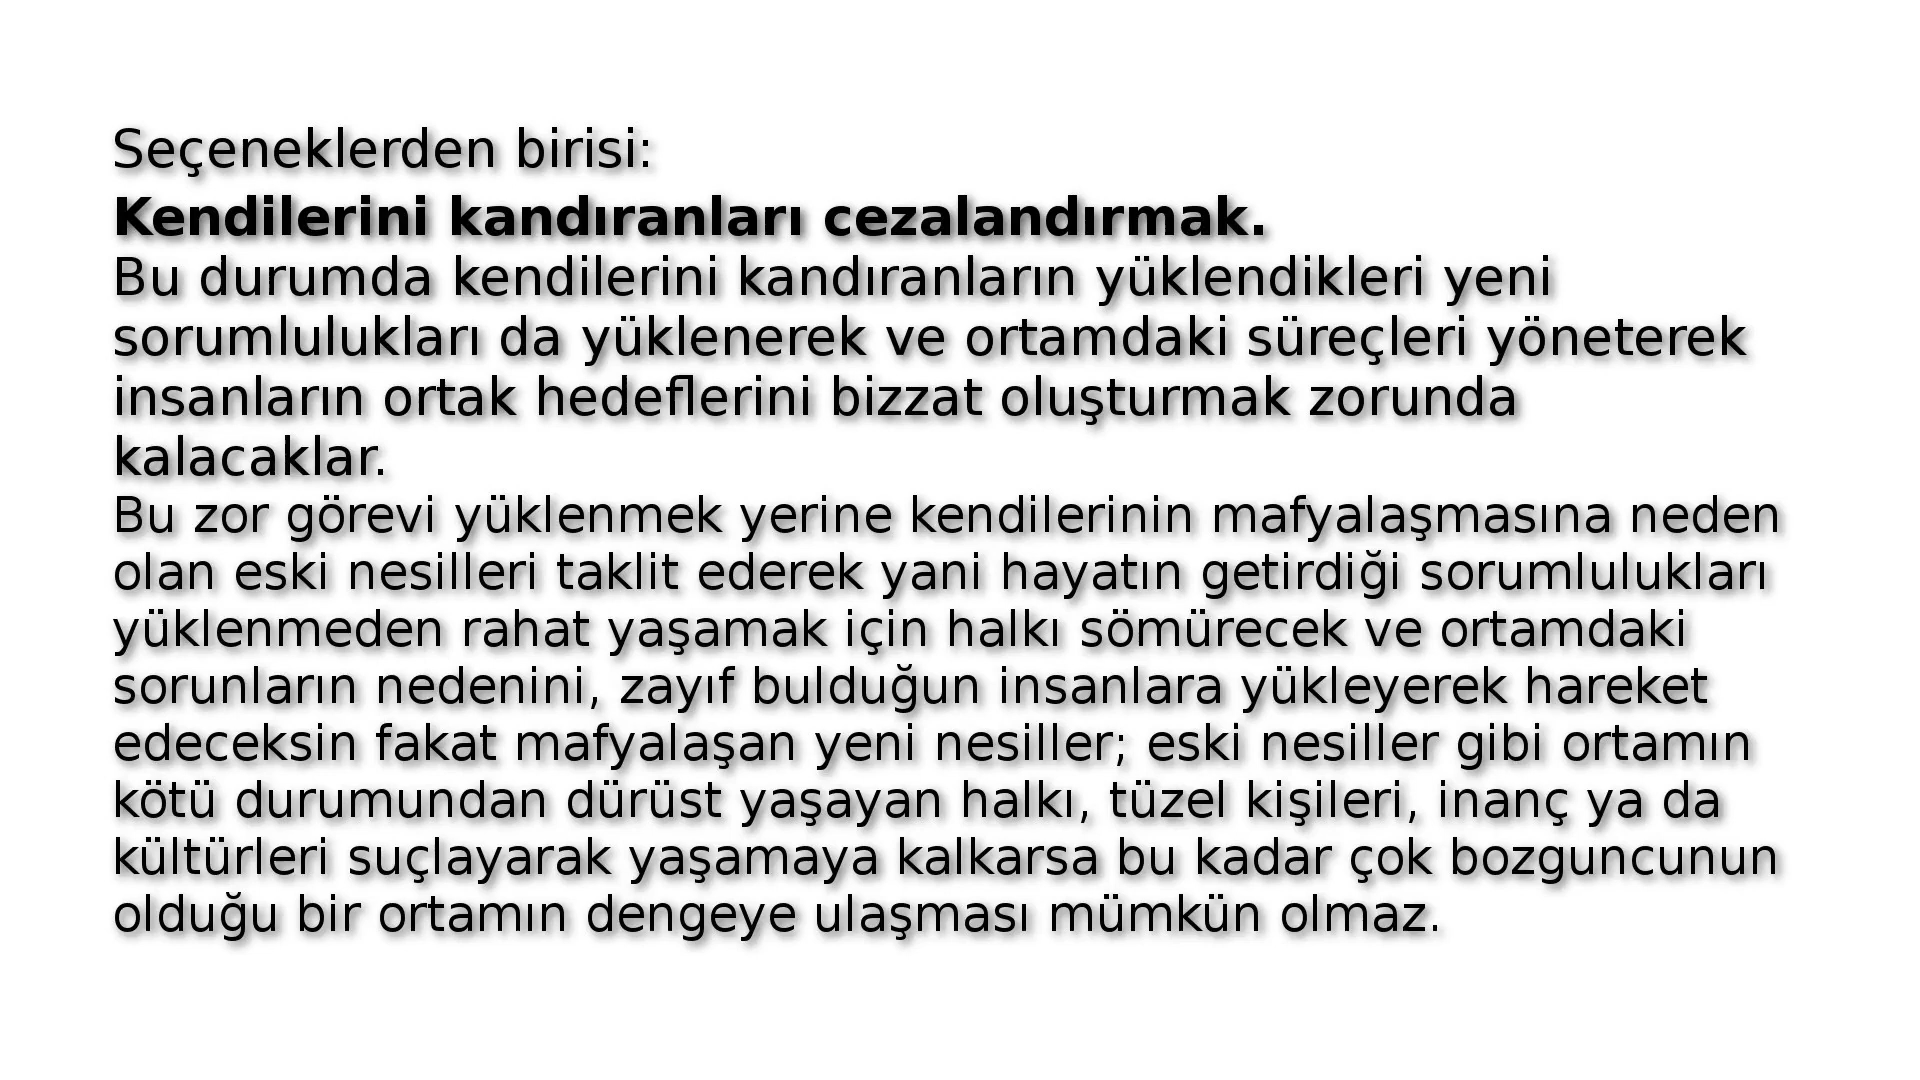 Seçeneklerden birisi:
Kendilerini kandıranları cezalandırmak.
Bu durumda kendilerini kandıranların yüklendikleri yeni
sorumlulukları da yüklenerek ve ortamdaki süreçleri yöneterek
insanların ortak hedeflerini bizzat oluşturmak zorunda
kalacaklar.
Bu zor görevi yüklenmek yerine kendilerinin mafyalaşmasına neden
olan eski nesilleri taklit ederek yani hayatın getirdiği sorumlulukları
yüklenmeden rahat yaşamak için halkı sömürecek ve ortamdaki
sorunların nedenini, zayıf bulduğun insanlara yükleyerek hareket
edeceksin fakat mafyalaşan yeni nesiller; eski nesiller gibi ortamın
kötü durumundan dürüst yaşayan halkı, tüzel kişileri, inanç ya da
kültürleri suçlayarak yaşamaya kalkarsa bu kadar çok bozguncunun
olduğu bir ortamın dengeye ulaşması mümkün olmaz.